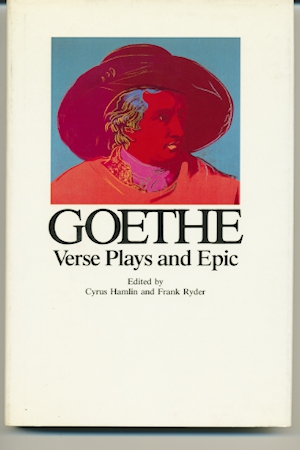 GOETHE
Verse Plays and Epic
Edited by
Cyrus Hamlin and Frank Ryder